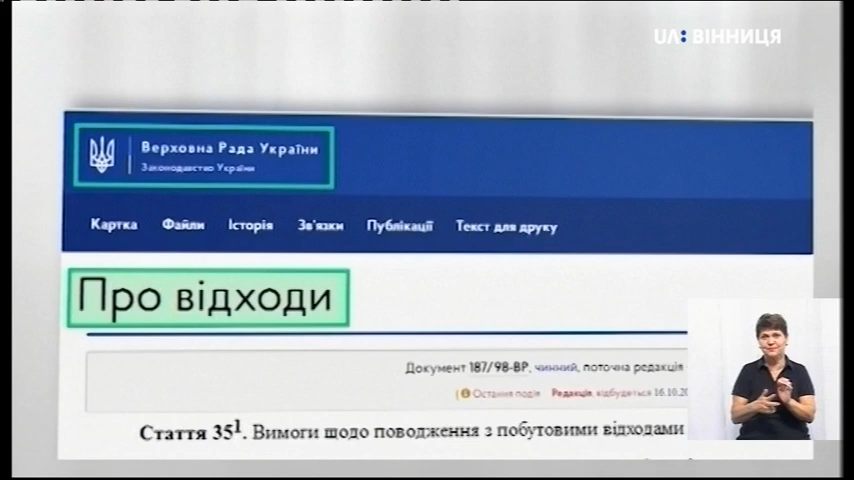 UA: ВІННИЦЯ
Верховна Рада України
Законодавство України
Картка Файли Історія Зв'язки Публікації Текст для друку
Про відходи
Документ 187/98-ВР, чинний, поточна редакція
Остання подія Редакція, відбудеться 16.10.20
Стаття 35¹. Вимоги щодо поводження з побутовими відходами